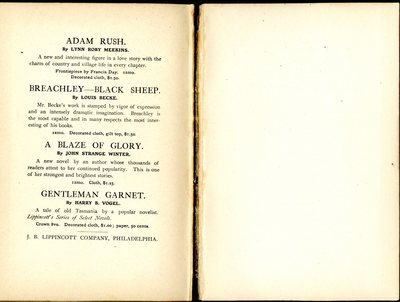 ADAM RUSH.
By LYNN ROBY MEEKINS.
A new and interesting figure in a love story with the
charm of country and village life in every chapter.
Frontispiece by Francis Day. 12mo.
Decorated cloth, $1.50.
BREACHLEY—BLACK SHEEP.
By LOUIS BECKE.
Mr. Becke's work is stamped by vigor of expression
and an intensely dramatic imagination. Breachley is
the most capable and in many respects the most inter-
esting of his books.
12mo. Decorated cloth, gilt top, $1.50.
A BLAZE OF GLORY.
By JOHN STRANGE WINTER.
A new novel by an author whose thousands of
readers attest to her continued popularity. This is one
of her strongest and brightest stories.
12mo. Cloth, $1.25.
GENTLEMAN GARNET.
By HARRY B. VOGEL.
A tale of old Tasmania by a popular novelist.
Lippincott's Series of Select Novels.
Crown 8vo. Decorated cloth, $1.00; paper, 50 cents.
J. B. LIPPINCOTT COMPANY, PHILADELPHIA.